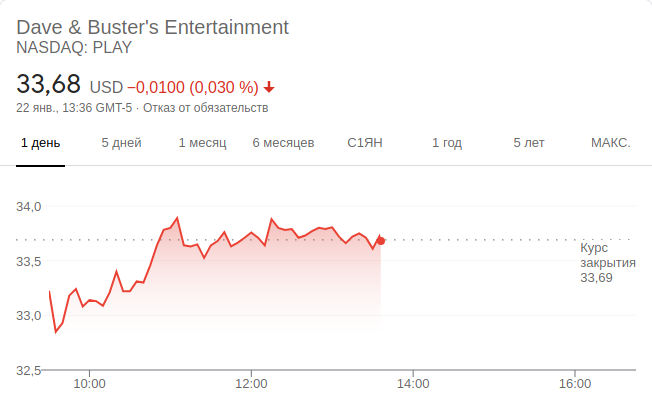 Dave & Buster's Entertainment
NASDAQ: PLAY
33,68 USD −0,0100 (0,030 %)
22 янв., 13:36 GMT-5 · Отказ от обязательств
1 день 5 дней 1 месяц 6 месяцев С1ЯН 1 год 5 лет МАКС.
34,0
33,5
33,0
32,5
Курс
закрытия
33,69
10:00 12:00 14:00 16:00